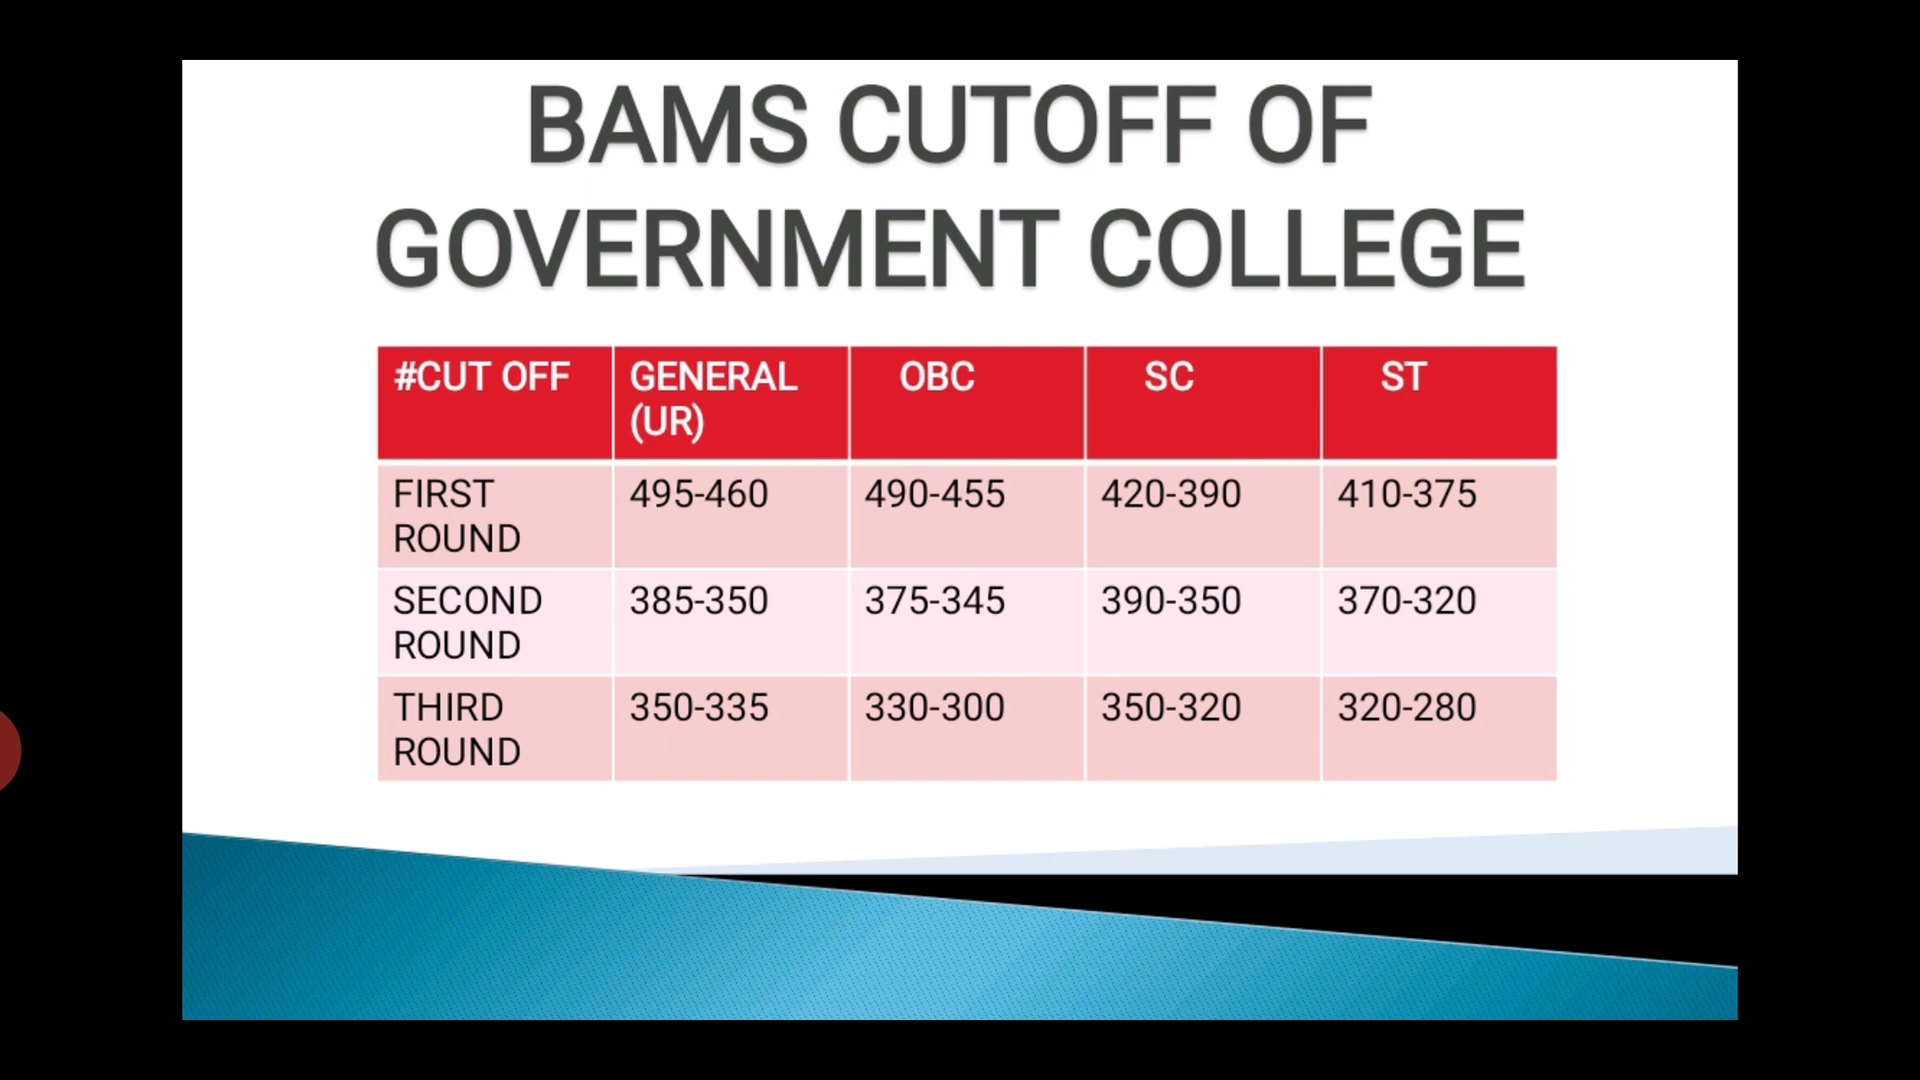 BAMS CUTOFF OF
GOVERNMENT COLLEGE
#CUT OFF GENERAL (UR) OBC SC ST
FIRST ROUND 495-460 490-455 420-390 410-375
SECOND ROUND 385-350 375-345 390-350 370-320
THIRD ROUND 350-335 330-300 350-320 320-280